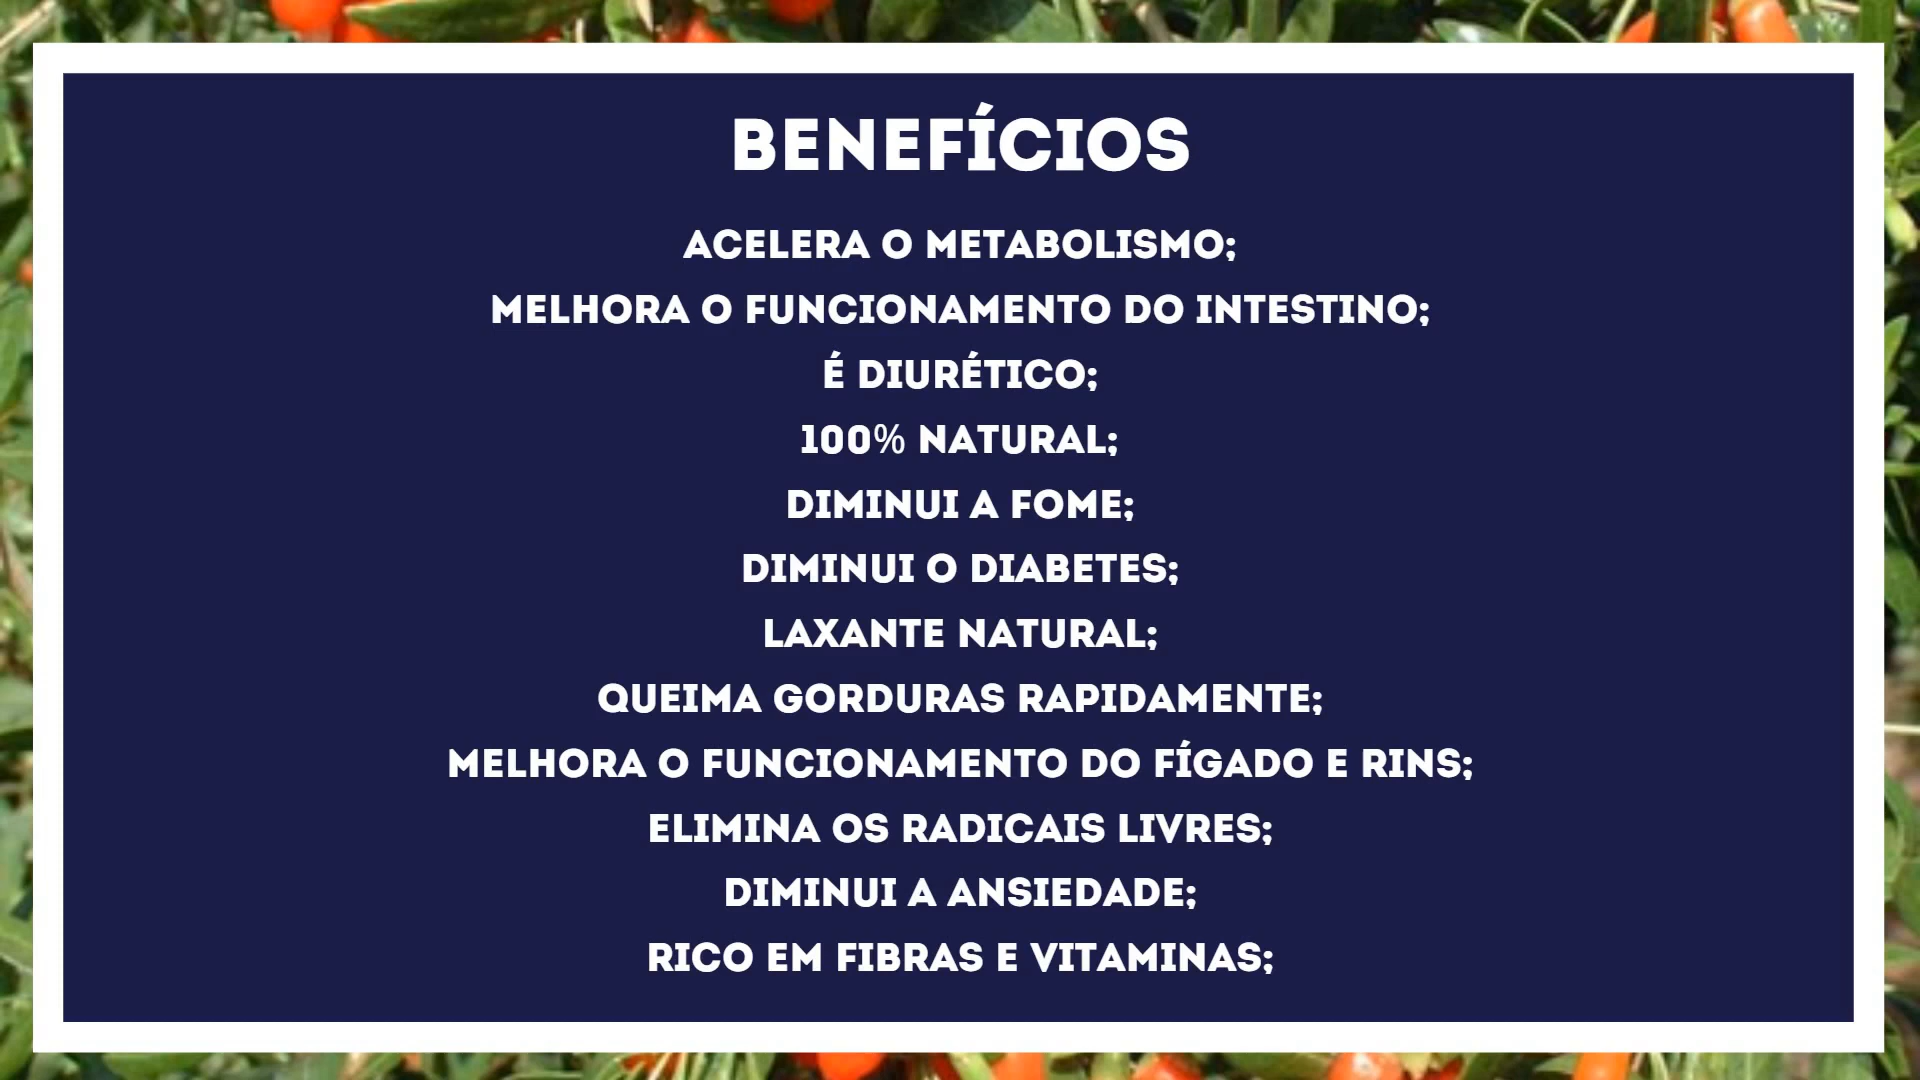 BENEFÍCIOS
ACELERA O METABOLISMO;
MELHORA O FUNCIONAMENTO DO INTESTINO;
É DIURÉTICO;
100% NATURAL;
DIMINUI A FOME;
DIMINUI O DIABETES;
LAXANTE NATURAL;
QUEIMA GORDURAS RAPIDAMENTE;
MELHORA O FUNCIONAMENTO DO FÍGADO E RINS;
ELIMINA OS RADICAIS LIVRES;
DIMINUI A ANSIEDADE;
RICO EM FIBRAS E VITAMINAS;